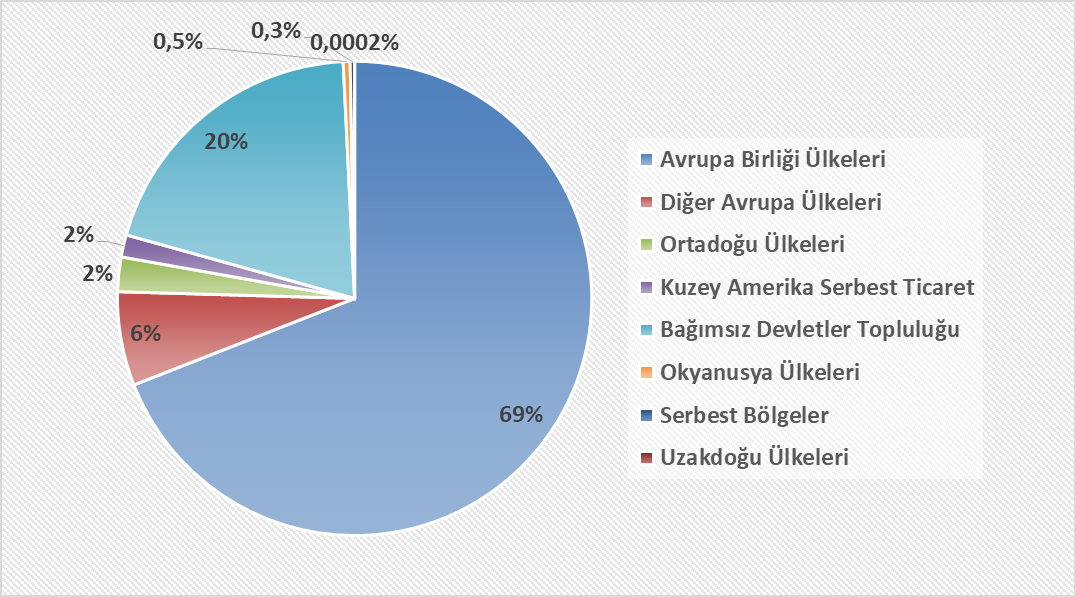 0,3%
0,5%
0,0002%
20%
2%
2%
6%
69%
Avrupa Birliği Ülkeleri
Diğer Avrupa Ülkeleri
Ortadoğu Ülkeleri
Kuzey Amerika Serbest Ticaret
Bağımsız Devletler Topluluğu
Okyanusya Ülkeleri
Serbest Bölgeler
Uzakdoğu Ülkeleri